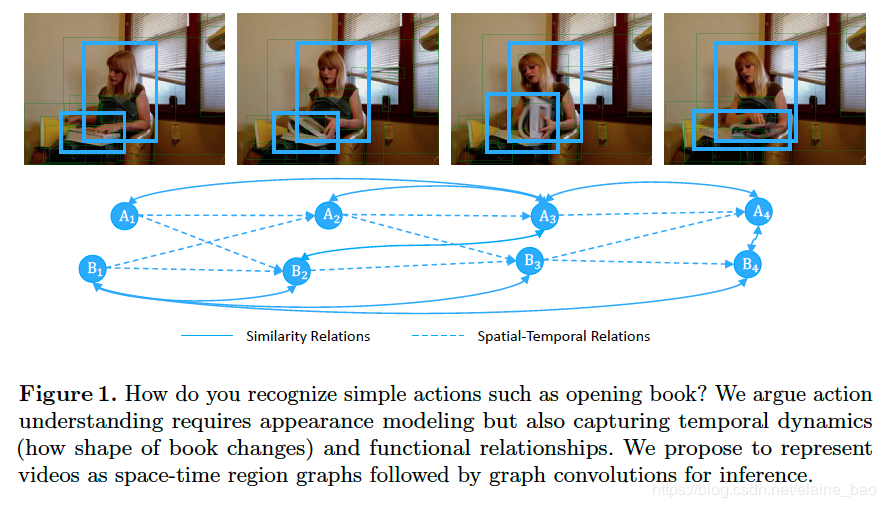 A1 A2 A3 A4
B1 B2 B3 B4
Similarity Relations Spatial-Temporal Relations
Figure 1. How do you recognize simple actions such as opening book? We argue action
understanding requires appearance modeling but also capturing temporal dynamics
(how shape of book changes) and functional relationships. We propose to represent
videos as space-time region graphs followed by graph convolutions for inference.
https://blog.csdn.net/elaine_bao